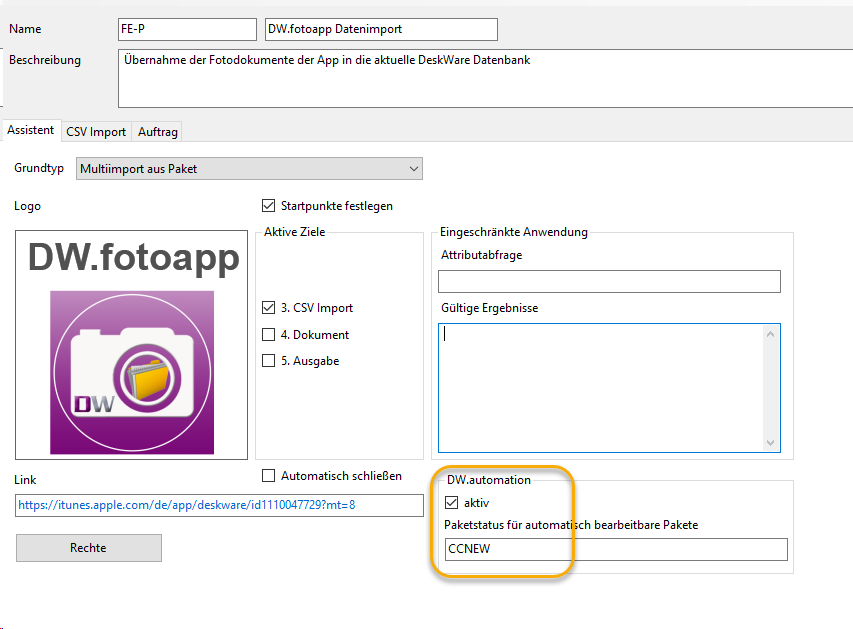 Name FE-P DW.fotoapp Datenimport
Beschreibung Übernahme der Fotodokumente der App in die aktuelle DeskWare Datenbank
Assistent CSV Import Auftrag
Grundtyp Multiimport aus Paket
Logo Startpunkte festlegen
Aktive Ziele Eingeschränkte Anwendung
DW.fotoapp Attributabfrage
3. CSV Import Gültige Ergebnisse
4. Dokument
5. Ausgabe
DW
Link Automatisch schließen DW.automation
https://itunes.apple.com/de/app/deskware/id1110047729?mt=8 aktiv
Paketstatus für automatisch bearbeitbare Pakete
Rechte CCNEW